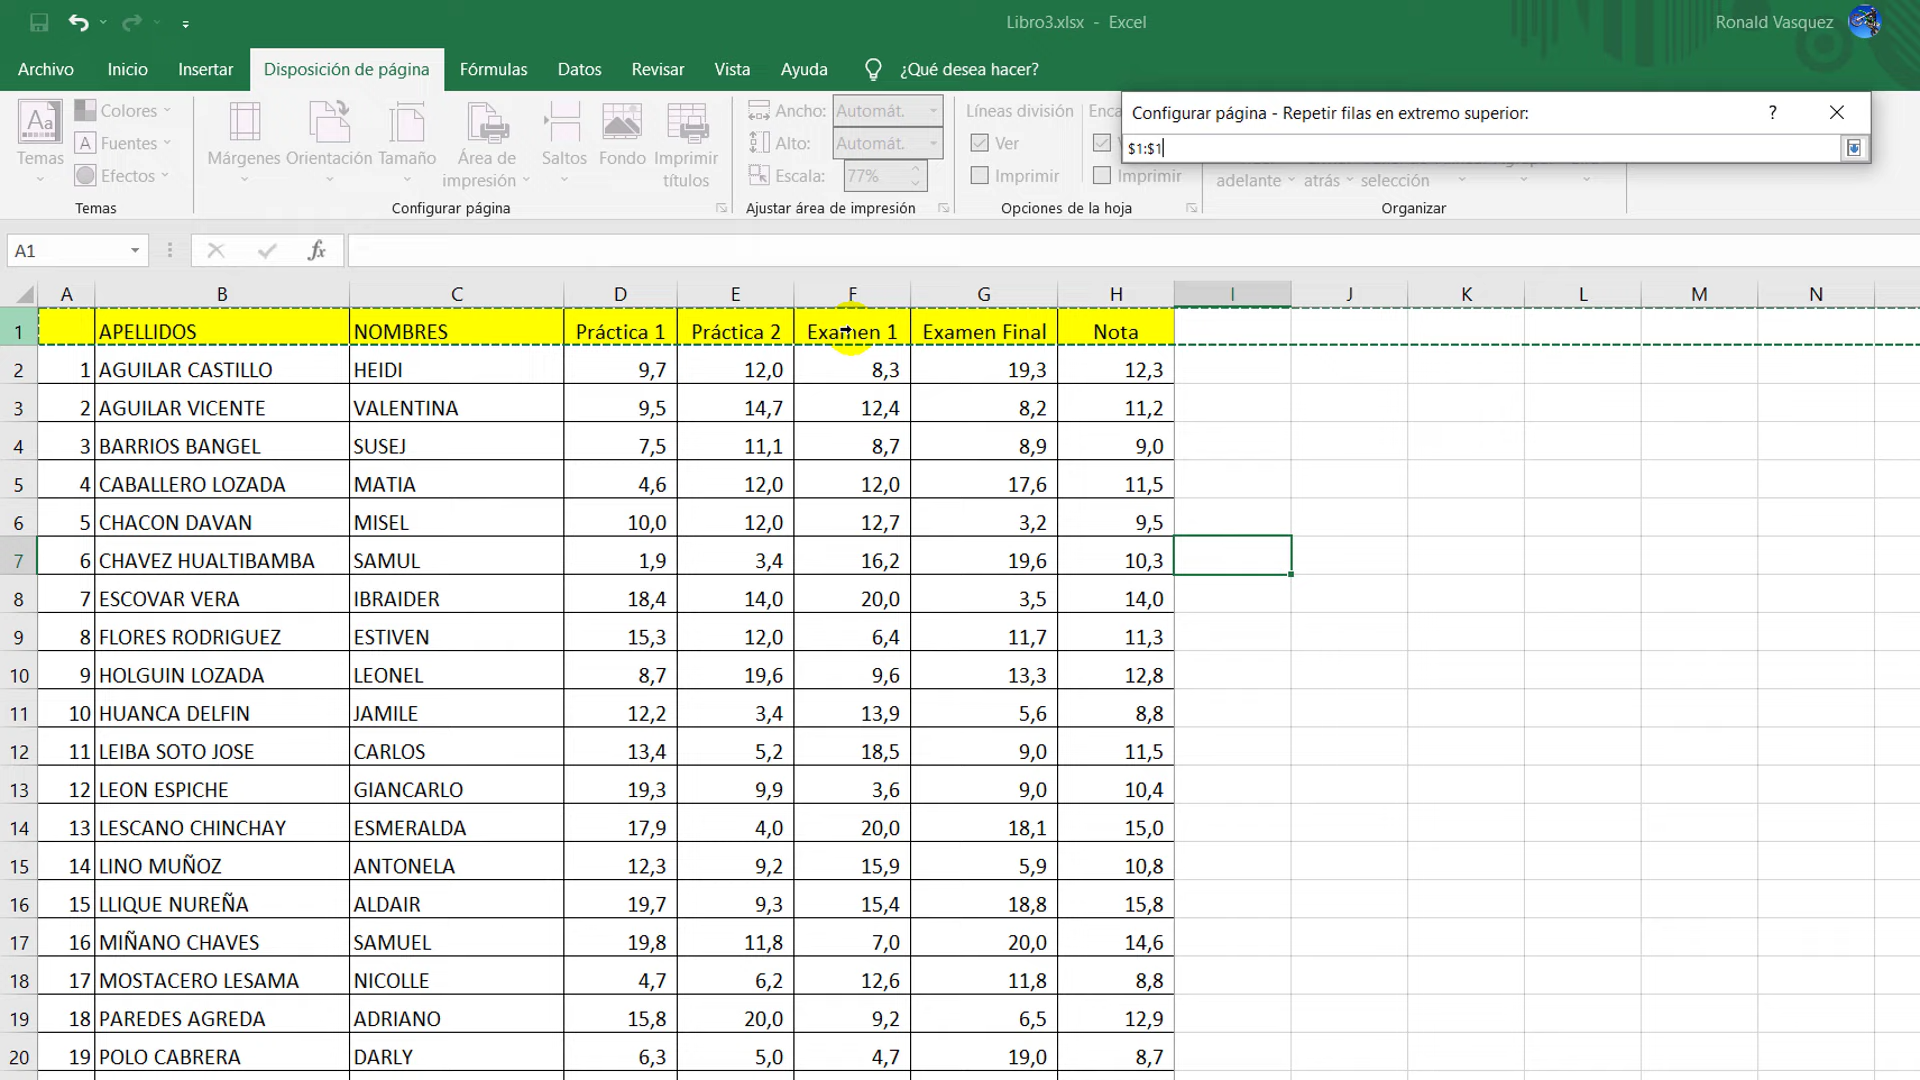 Libro3.xlsx - Excel
Ronald Vasquez
Archivo Inicio Insertar Disposición de página Fórmulas Datos Revisar Vista Ayuda ¿Qué desea hacer?
Aa
Temas
Colores
Fuentes
Efectos
Temas
Márgenes
Orientación
Tamaño
Área de impresión
Saltos
Fondo
Imprimir títulos
Configurar página
Ancho: Automát.
Alto: Automát.
Escala: 77%
Ajustar área de impresión
Líneas división
Ver
Imprimir
Enca
Imprimir
Opciones de la hoja
adelante atrás selección
Organizar
Configurar página - Repetir filas en extremo superior: ?
$1:$1
A1 fx
A B C D E F G H I J K L M N
1 APELLIDOS NOMBRES Práctica 1 Práctica 2 Examen 1 Examen Final Nota
2 1 AGUILAR CASTILLO HEIDI 9,7 12,0 8,3 19,3 12,3
3 2 AGUILAR VICENTE VALENTINA 9,5 14,7 12,4 8,2 11,2
4 3 BARRIOS BANGEL SUSEJ 7,5 11,1 8,7 8,9 9,0
5 4 CABALLERO LOZADA MATIA 4,6 12,0 12,0 17,6 11,5
6 5 CHACON DAVAN MISEL 10,0 12,0 12,7 3,2 9,5
7 6 CHAVEZ HUALTIBAMBA SAMUL 1,9 3,4 16,2 19,6 10,3
8 7 ESCOVAR VERA IBRAIDER 18,4 14,0 20,0 3,5 14,0
9 8 FLORES RODRIGUEZ ESTIVEN 15,3 12,0 6,4 11,7 11,3
10 9 HOLGUIN LOZADA LEONEL 8,7 19,6 9,6 13,3 12,8
11 10 HUANCA DELFIN JAMILE 12,2 3,4 13,9 5,6 8,8
12 11 LEIBA SOTO JOSE CARLOS 13,4 5,2 18,5 9,0 11,5
13 12 LEON ESPICHE GIANCARLO 19,3 9,9 3,6 9,0 10,4
14 13 LESCANO CHINCHAY ESMERALDA 17,9 4,0 20,0 18,1 15,0
15 14 LINO MUÑOZ ANTONELA 12,3 9,2 15,9 5,9 10,8
16 15 LLIQUE NUREÑA ALDAIR 19,7 9,3 15,4 18,8 15,8
17 16 MIÑANO CHAVES SAMUEL 19,8 11,8 7,0 20,0 14,6
18 17 MOSTACERO LESAMA NICOLLE 4,7 6,2 12,6 11,8 8,8
19 18 PAREDES AGREDA ADRIANO 15,8 20,0 9,2 6,5 12,9
20 19 POLO CABRERA DARLY 6,3 5,0 4,7 19,0 8,7